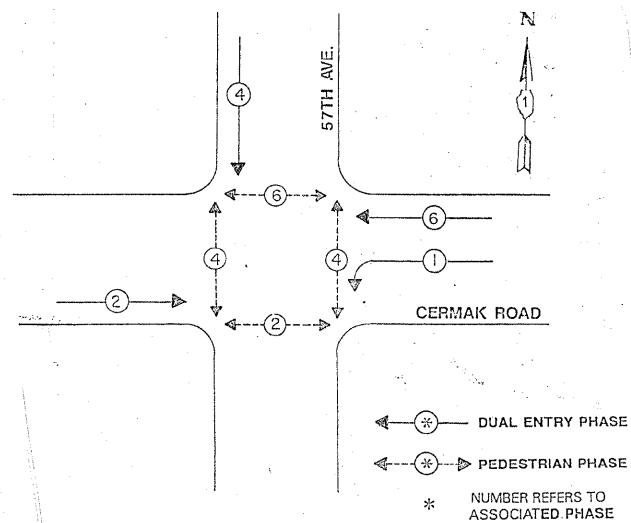 57TH AVE.
N
1
4
6
6
4
4
1
2
2
CERMAK ROAD
* DUAL ENTRY PHASE
* PEDESTRIAN PHASE
* NUMBER REFERS TO
ASSOCIATED PHASE